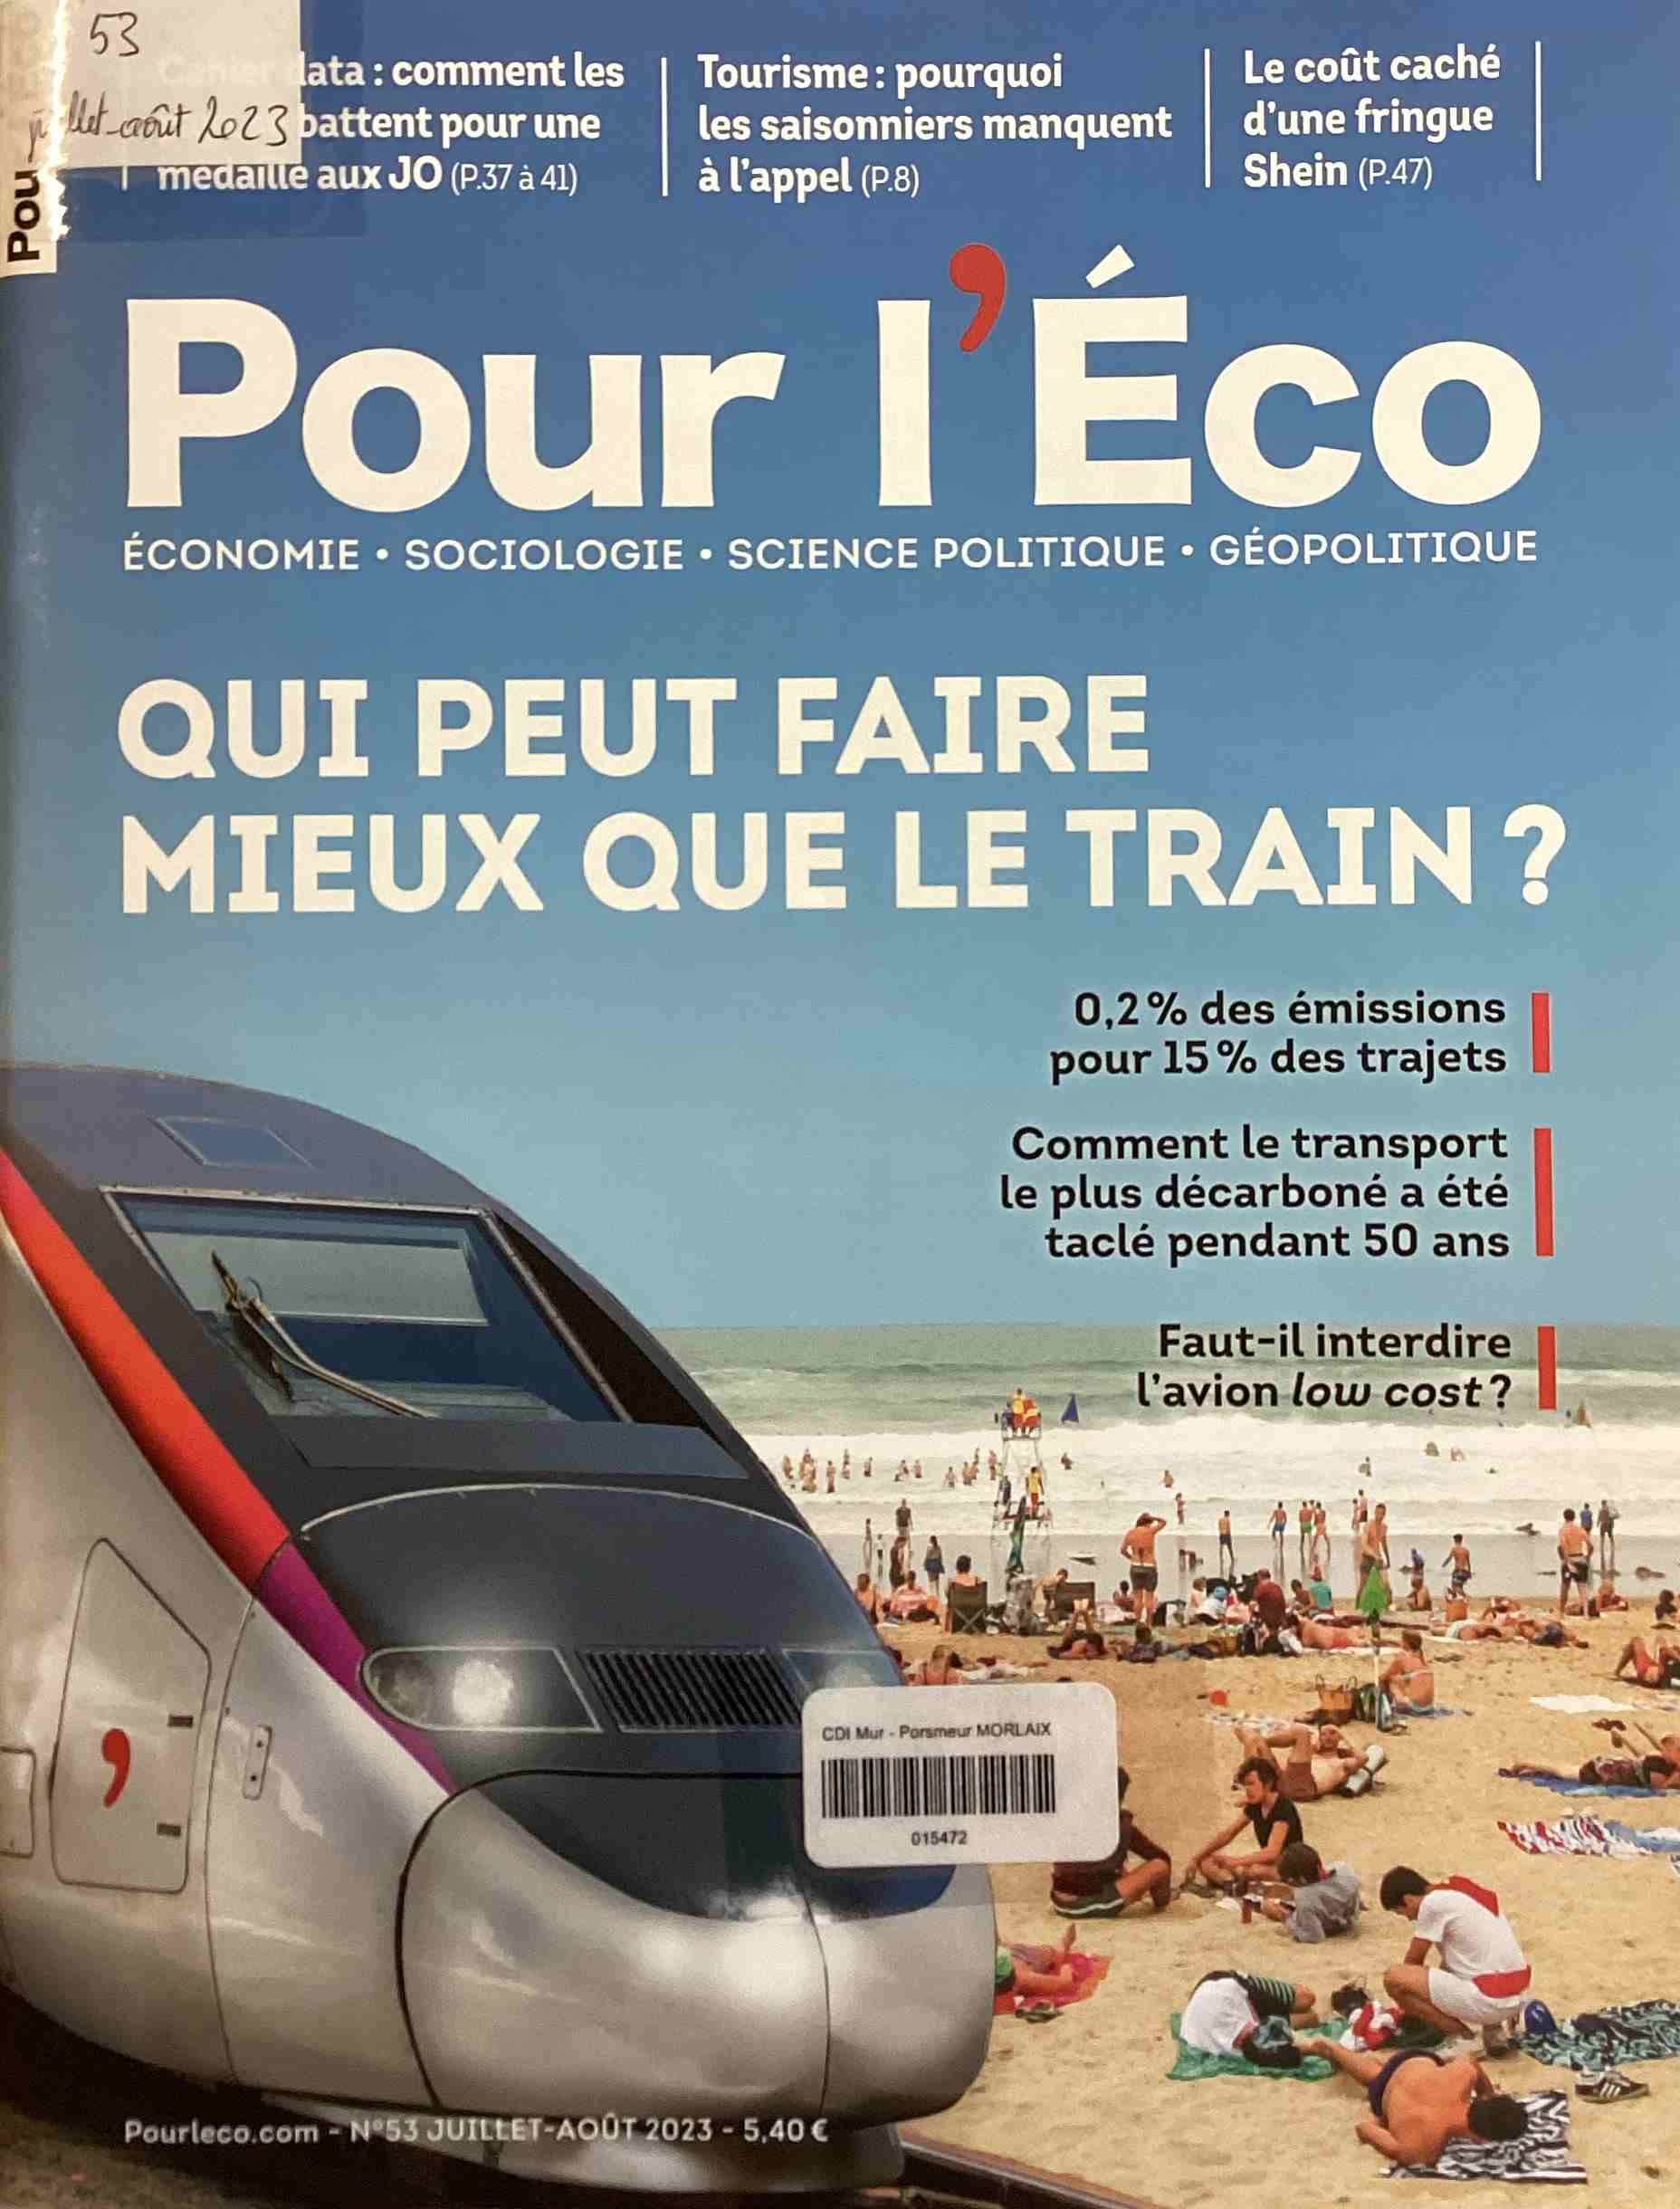 53
juillet-août 2023
Pou
Cahier data : comment les
battent pour une
médaille aux JO (P.37 à 41)
Tourisme : pourquoi
les saisonniers manquent
à l'appel (P.8)
Le coût caché
d'une fringue
Shein (P.47)
Pour l'Éco
ÉCONOMIE • SOCIOLOGIE • SCIENCE POLITIQUE • GÉOPOLITIQUE
QUI PEUT FAIRE
MIEUX QUE LE TRAIN ?
0,2 % des émissions
pour 15 % des trajets
Comment le transport
le plus décarboné a été
taclé pendant 50 ans
Faut-il interdire
l'avion low cost ?
CDI Mur - Porsmeur MORLAIX
015472
Pourleco.com - N°53 JUILLET-AOÛT 2023 - 5,40 €